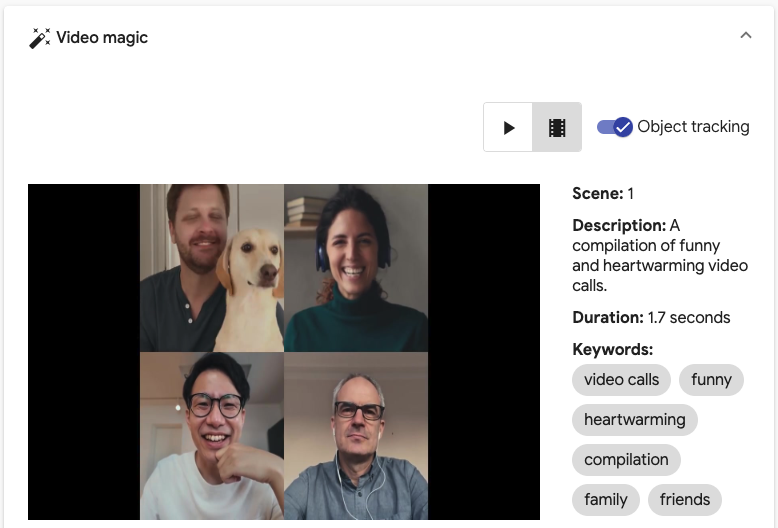 Video magic
Object tracking
Scene: 1
Description: A
compilation of funny
and heartwarming video
calls.
Duration: 1.7 seconds
Keywords:
video calls funny
heartwarming
compilation
family friends